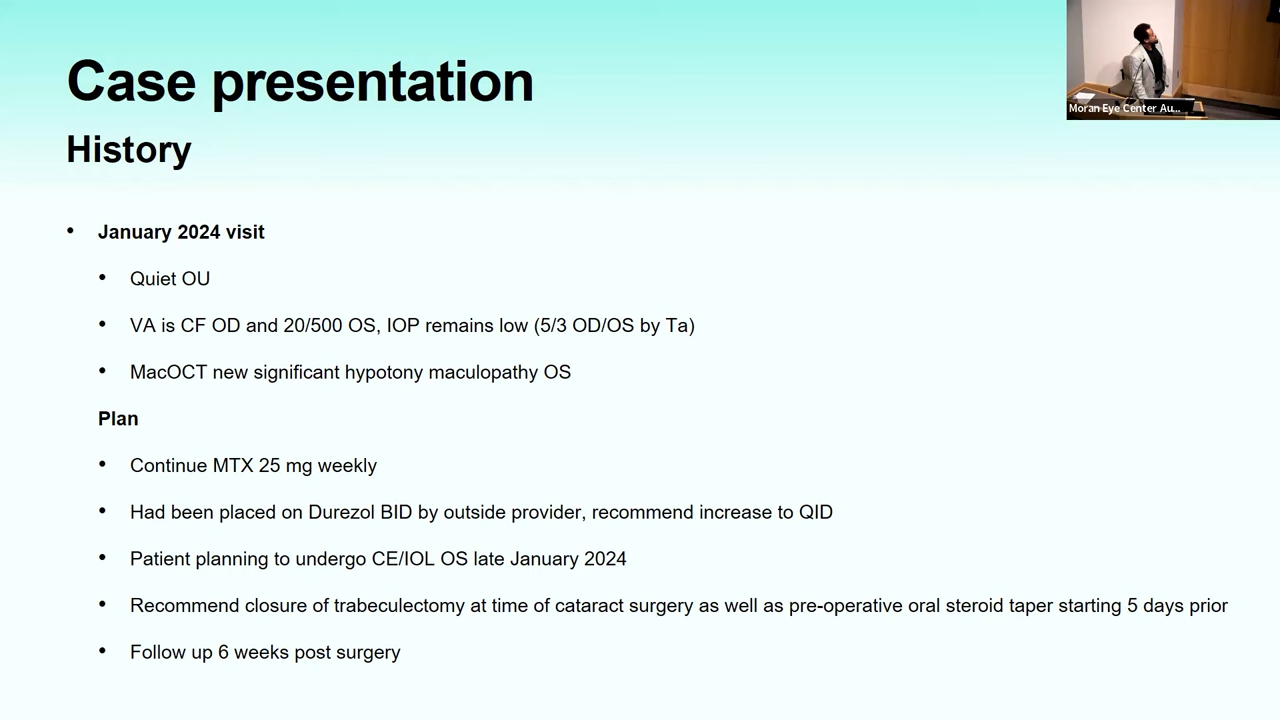 Case presentation
Moran Eye Center Au...
History
• January 2024 visit
• Quiet OU
• VA is CF OD and 20/500 OS, IOP remains low (5/3 OD/OS by Ta)
• MacOCT new significant hypotony maculopathy OS
Plan
• Continue MTX 25 mg weekly
• Had been placed on Durezol BID by outside provider, recommend increase to QID
• Patient planning to undergo CE/IOL OS late January 2024
• Recommend closure of trabeculectomy at time of cataract surgery as well as pre-operative oral steroid taper starting 5 days prior
• Follow up 6 weeks post surgery